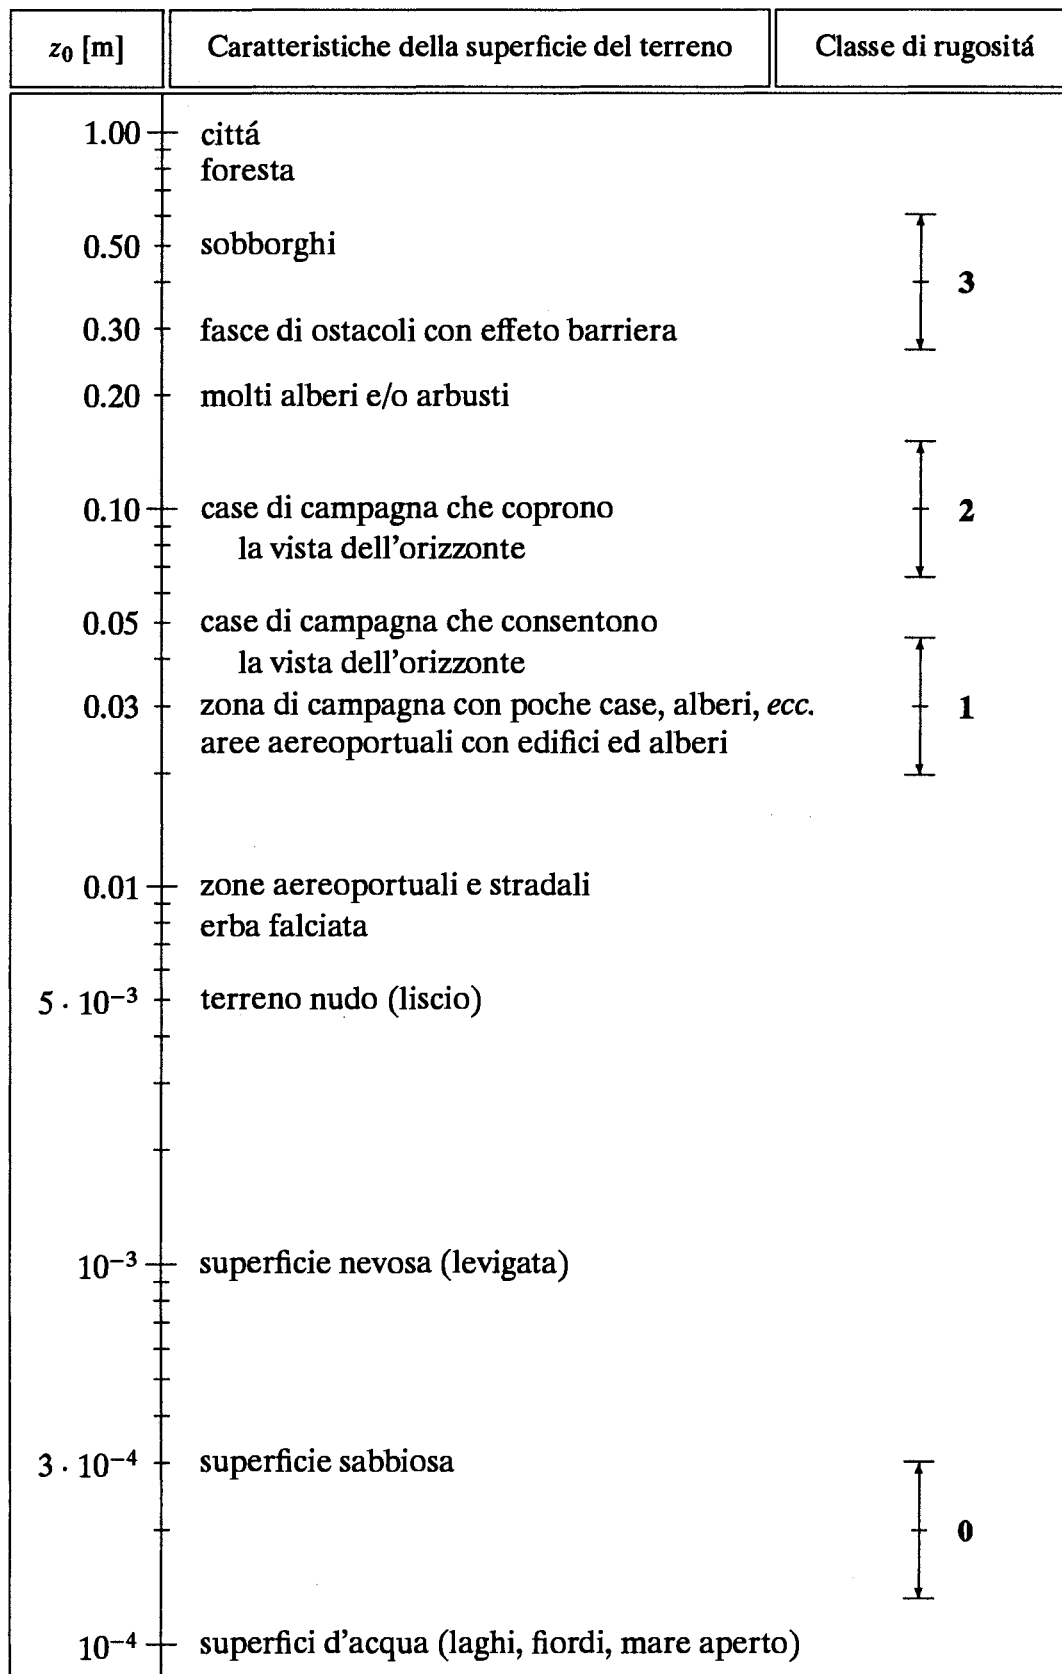 z₀ [m] Caratteristiche della superficie del terreno Classe di rugositá
1.00 cittá
foresta
0.50 sobborghi
3
0.30 fasce di ostacoli con effeto barriera
0.20 molti alberi e/o arbusti
0.10 case di campagna che coprono 2
la vista dell'orizzonte
0.05 case di campagna che consentono
la vista dell'orizzonte
0.03 zona di campagna con poche case, alberi, ecc. 1
aree aereoportuali con edifici ed alberi
0.01 zone aereoportuali e stradali
erba falciata
5 · 10⁻³ terreno nudo (liscio)
10⁻³ superficie nevosa (levigata)
3 · 10⁻⁴ superficie sabbiosa
0
10⁻⁴ superfici d'acqua (laghi, fiordi, mare aperto)